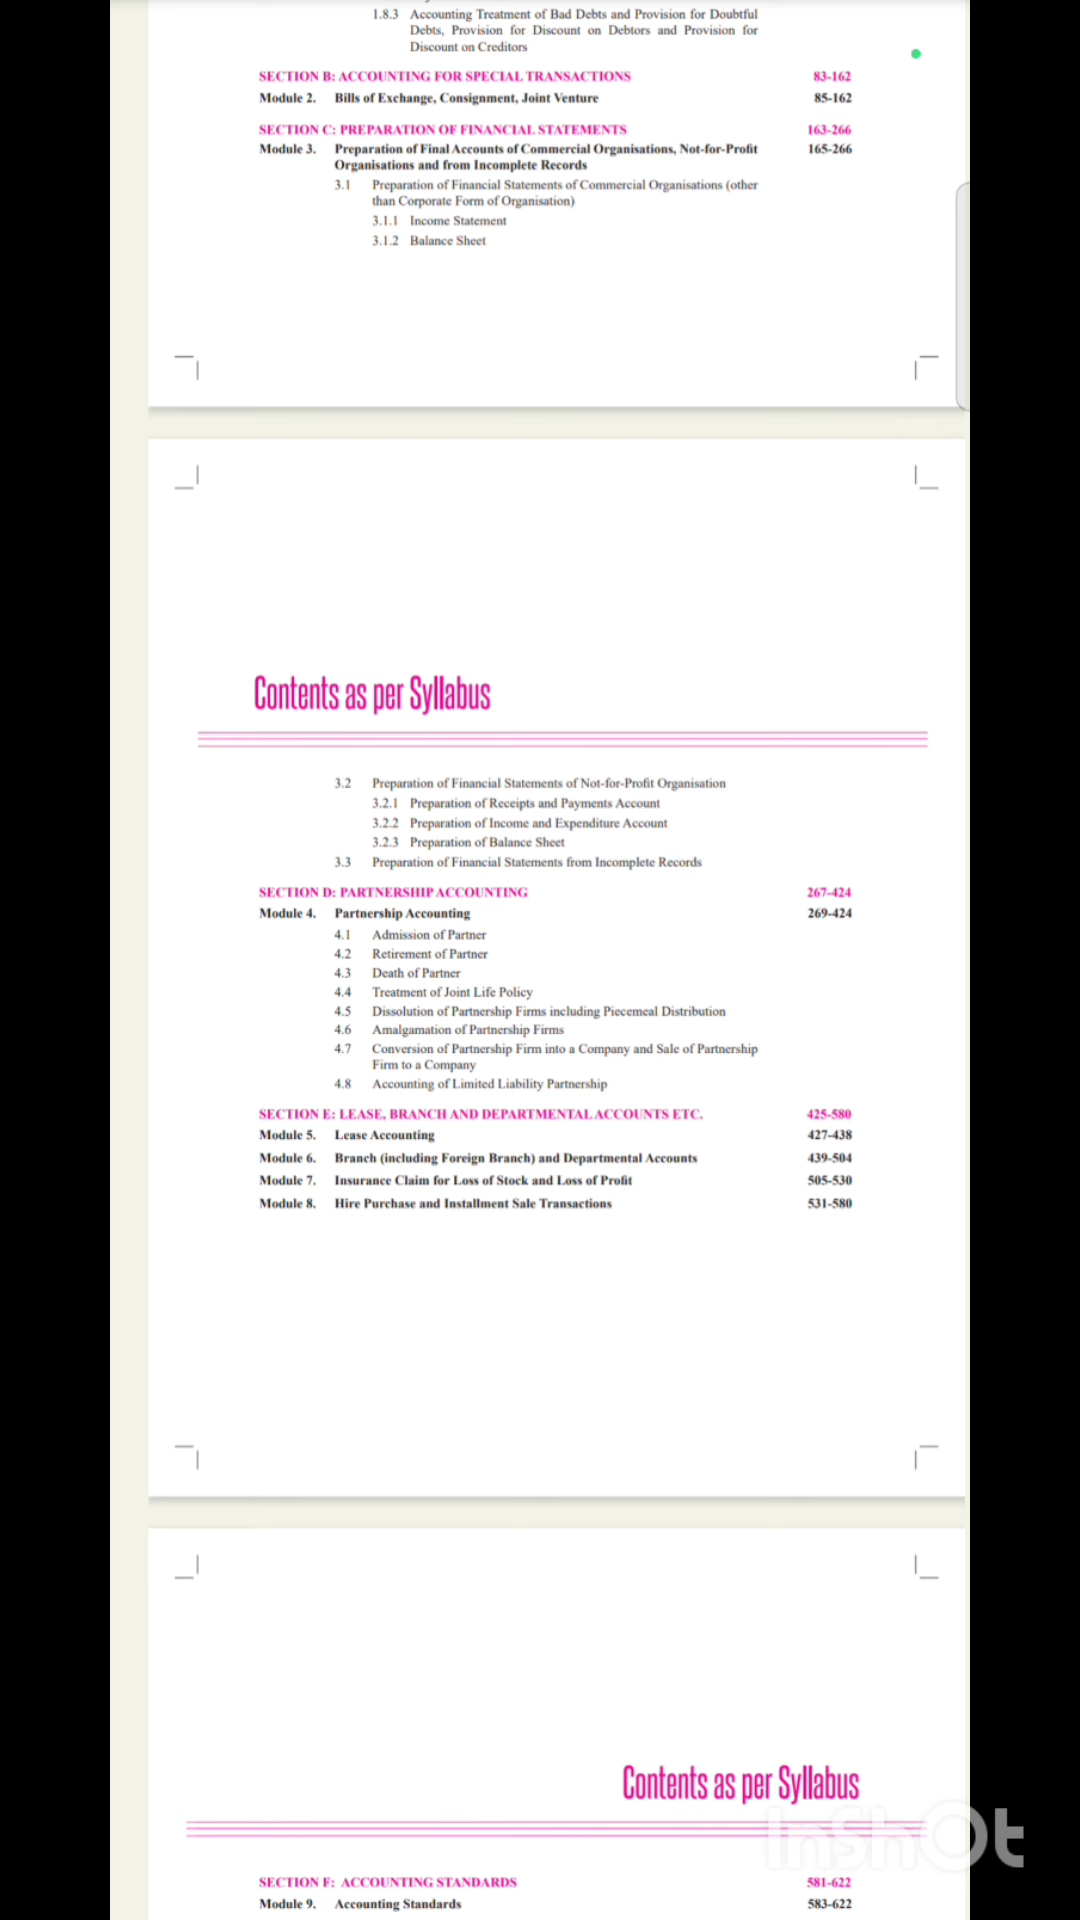 1.8.3 Accounting Treatment of Bad Debts and Provision for Doubtful
Debts, Provision for Discount on Debtors and Provision for
Discount on Creditors
SECTION B: ACCOUNTING FOR SPECIAL TRANSACTIONS 83-162
Module 2. Bills of Exchange, Consignment, Joint Venture 85-162
SECTION C: PREPARATION OF FINANCIAL STATEMENTS 163-266
Module 3. Preparation of Final Accounts of Commercial Organisations, Not-for-Profit 165-266
Organisations and from Incomplete Records
3.1 Preparation of Financial Statements of Commercial Organisations (other
than Corporate Form of Organisation)
3.1.1 Income Statement
3.1.2 Balance Sheet
Contents as per Syllabus
3.2 Preparation of Financial Statements of Not-for-Profit Organisation
3.2.1 Preparation of Receipts and Payments Account
3.2.2 Preparation of Income and Expenditure Account
3.2.3 Preparation of Balance Sheet
3.3 Preparation of Financial Statements from Incomplete Records
SECTION D: PARTNERSHIP ACCOUNTING 267-424
Module 4. Partnership Accounting 269-424
4.1 Admission of Partner
4.2 Retirement of Partner
4.3 Death of Partner
4.4 Treatment of Joint Life Policy
4.5 Dissolution of Partnership Firms including Piecemeal Distribution
4.6 Amalgamation of Partnership Firms
4.7 Conversion of Partnership Firm into a Company and Sale of Partnership
Firm to a Company
4.8 Accounting of Limited Liability Partnership
SECTION E: LEASE, BRANCH AND DEPARTMENTAL ACCOUNTS ETC. 425-580
Module 5. Lease Accounting 427-438
Module 6. Branch (including Foreign Branch) and Departmental Accounts 439-504
Module 7. Insurance Claim for Loss of Stock and Loss of Profit 505-530
Module 8. Hire Purchase and Installment Sale Transactions 531-580
Contents as per Syllabus
InShOt
SECTION F: ACCOUNTING STANDARDS 581-622
Module 9. Accounting Standards 583-622